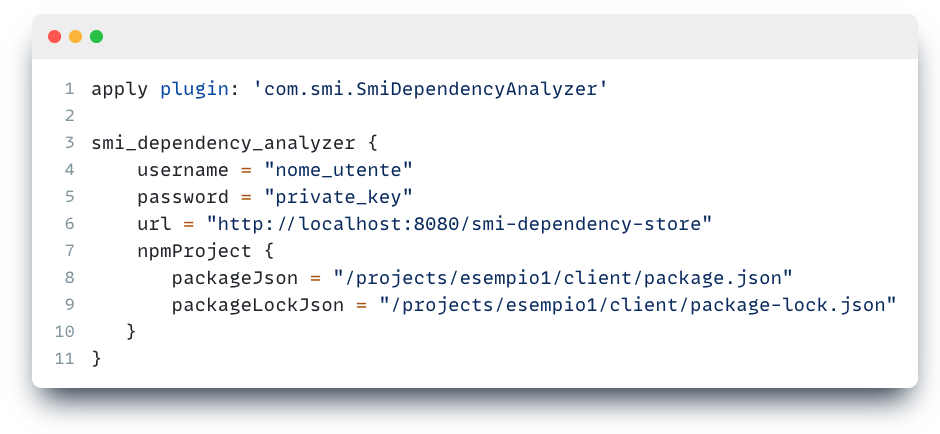 1 apply plugin: 'com.smi.SmiDependencyAnalyzer'
2
3 smi_dependency_analyzer {
4     username = "nome_utente"
5     password = "private_key"
6     url = "http://localhost:8080/smi-dependency-store"
7     npmProject {
8        packageJson = "/projects/esempio1/client/package.json"
9        packageLockJson = "/projects/esempio1/client/package-lock.json"
10    }
11 }